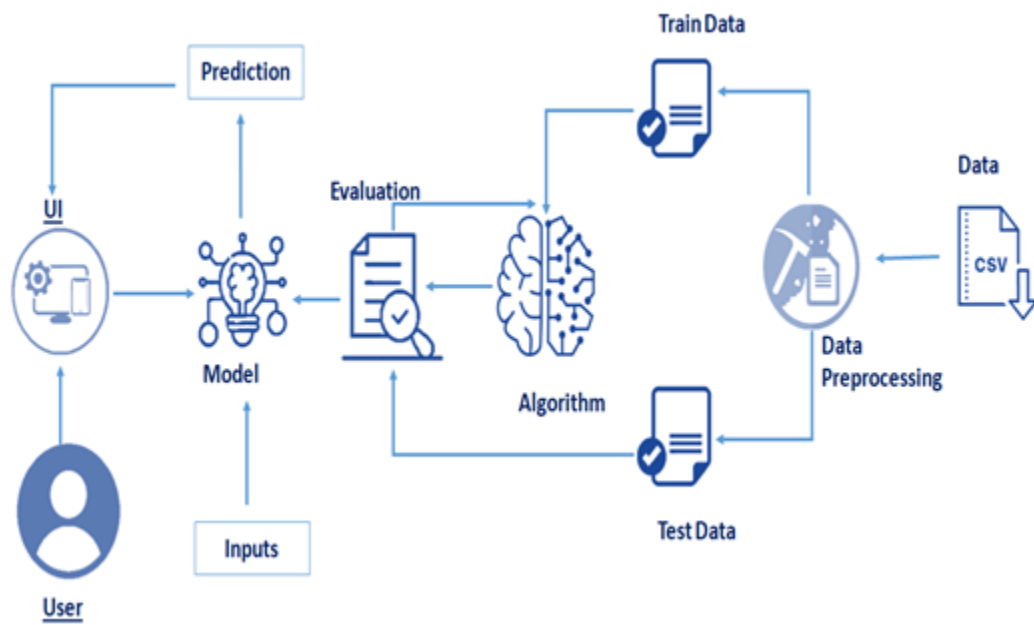 Train Data
Prediction
Data
Evaluation
UI
CSV
Model
Data
Preprocessing
Algorithm
Inputs
Test Data
User